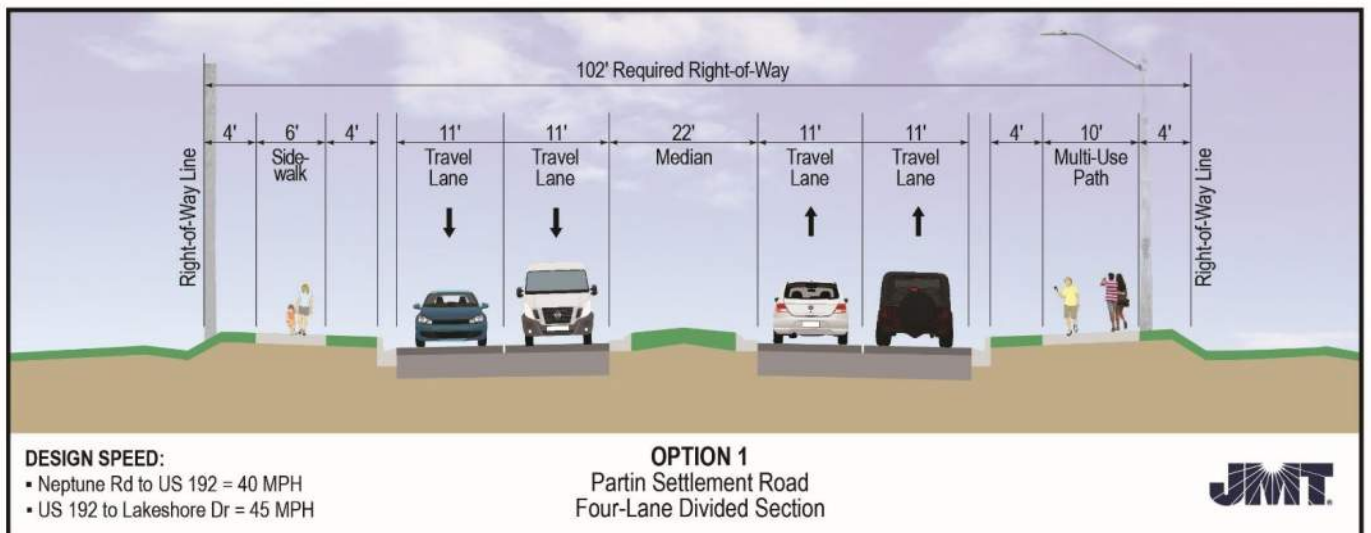 102' Required Right-of-Way
4'
6'
4'
11'
11'
22'
11'
11'
4'
10'
4'
Side-
walk
Travel
Lane
Travel
Lane
Median
Travel
Lane
Travel
Lane
Multi-Use
Path
Right-of-Way Line
Right-of-Way Line
DESIGN SPEED:
▪ Neptune Rd to US 192 = 40 MPH
▪ US 192 to Lakeshore Dr = 45 MPH
OPTION 1
Partin Settlement Road
Four-Lane Divided Section
JMT